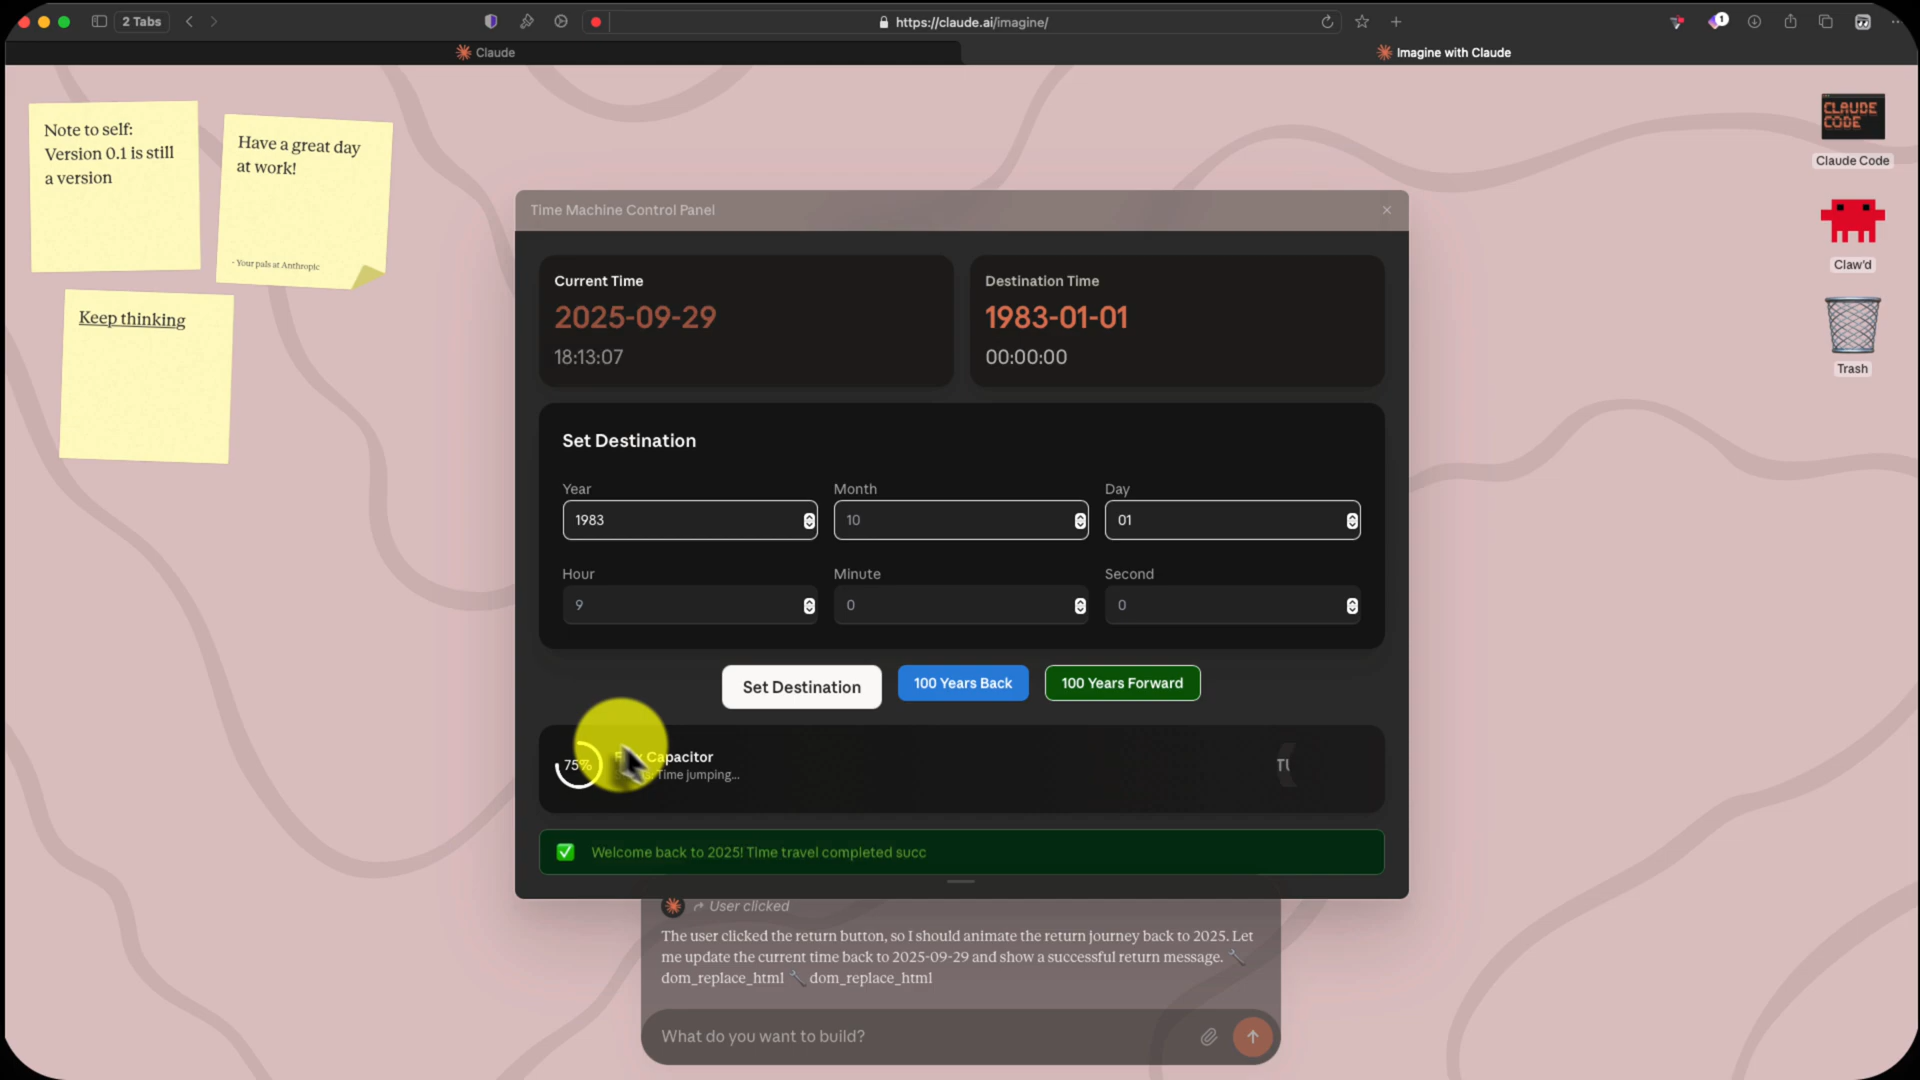 2 Tabs
https://claude.ai/imagine/
1
Claude
Imagine with Claude
Note to self:
Version 0.1 is still
a version
Have a great day
at work!
- Your pals at Anthropic
Keep thinking
CLAUDE
CODE
Claude Code
Claw'd
Trash
Time Machine Control Panel
Current Time
2025-09-29
18:13:07
Destination Time
1983-01-01
00:00:00
Set Destination
Year
Month
Day
1983
10
01
Hour
Minute
Second
9
0
0
Set Destination
100 Years Back
100 Years Forward
75%
Capacitor
Time jumping...
Welcome back to 2025! Time travel completed succ
User clicked
The user clicked the return button, so I should animate the return journey back to 2025. Let
me update the current time back to 2025-09-29 and show a successful return message.
dom_replace_html dom_replace_html
What do you want to build?